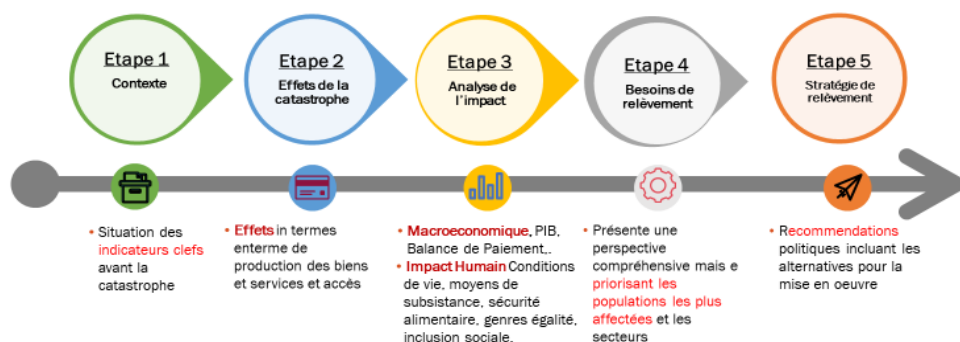 Etape 1
Contexte
Etape 2
Effets de la
catastrophe
Etape 3
Analyse de
l'impact
Etape 4
Besoins de
relèvement
Etape 5
Stratégie de
relèvement
• Situation des
indicateurs clefs
avant la
catastrophe
• Effets in termes
enterme de
production des biens
et services et accès
• Macroeconomique, PIB,
Balance de Paiement,.
• Impact Humain Conditions
de vie, moyens de
subsistance, sécurité
alimentaire, genres égalité,
inclusion sociale.
• Présente une
perspective
compréhensive mais e
priorisant les
populations les plus
affectées et les
secteurs
• Recommendations
politiques incluant les
alternatives pour la
mise en oeuvre